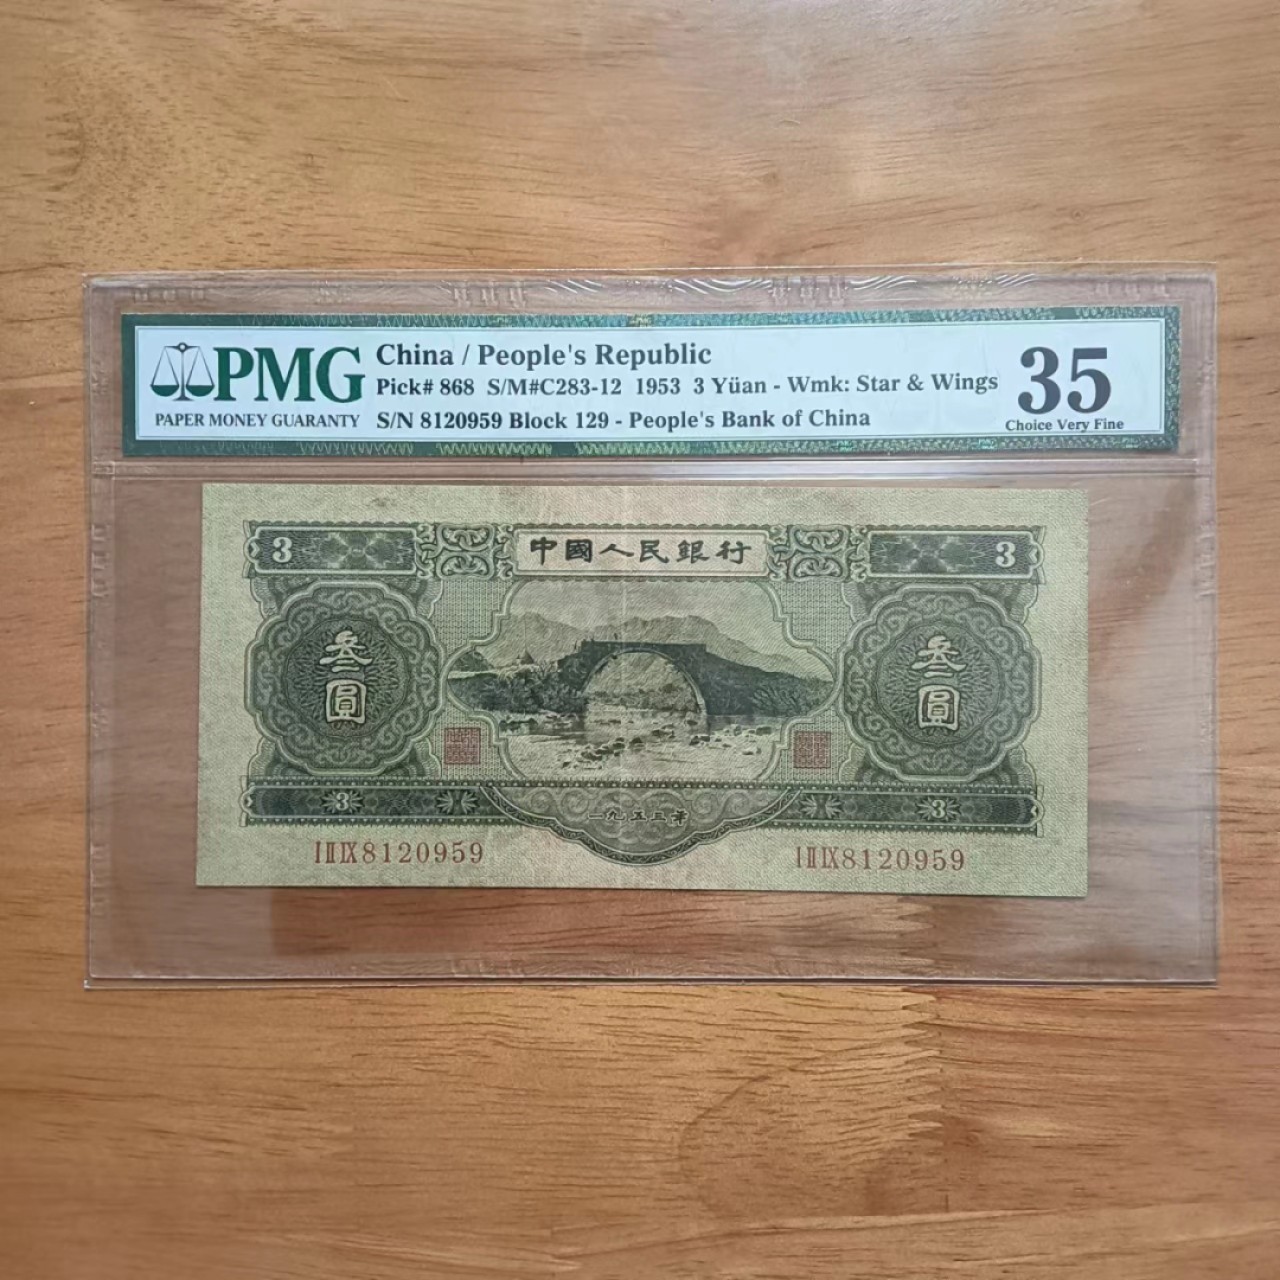 PMG
PAPER MONEY GUARANTY
China / People's Republic
Pick# 868 S/M#C283-12 1953 3 Yüan - Wmk: Star & Wings
S/N 8120959 Block 129 - People's Bank of China
35
Choice Very Fine
3 中國人民銀行 3
叁圓 叁圓
3 一九五三年 3
I II IX 8120959 I II IX 8120959